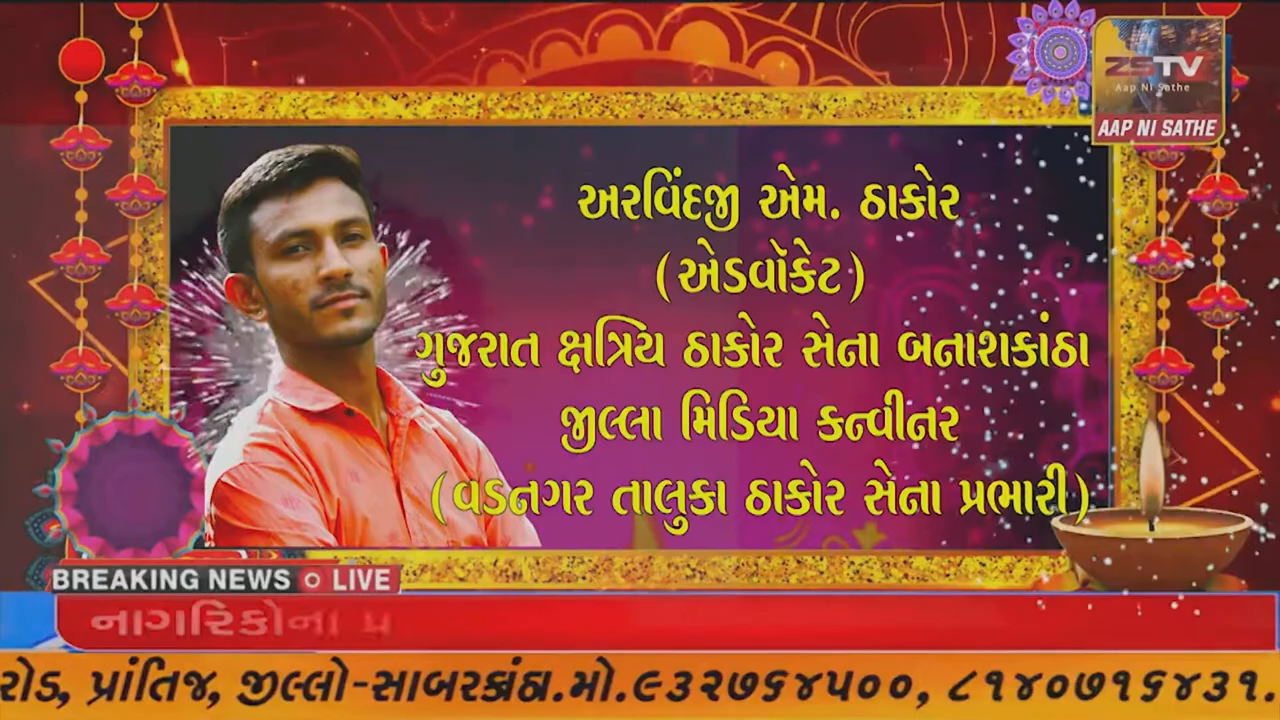 ZSTV
Aap Ni Sathe
AAP NI SATHE
અરવિંદજી એમ. ઠાકોર
(એડવૉકેટ)
ગુજરાત ક્ષત્રિય ઠાકોર સેના બનાશકાંઠા
જીલ્લા મિડિયા કન્વીનર
(વડનગર તાલુકા ઠાકોર સેના પ્રભારી)
BREAKING NEWS LIVE
નાગરિકોના પ્ર
રોડ, પ્રાંતિજ, જીલ્લો-સાબરકાંઠા.મો.૯૩૨૭૬૪૫૦૦, ૮૧૪૦૭૧૬૪૩૧.